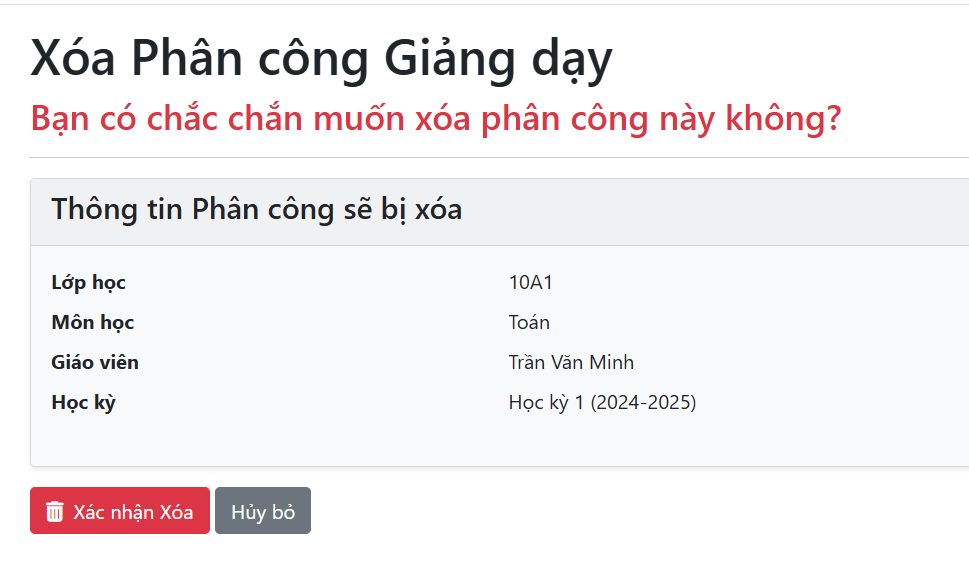 Xóa Phân công Giảng dạy
Bạn có chắc chắn muốn xóa phân công này không?
Thông tin Phân công sẽ bị xóa
Lớp học 10A1
Môn học Toán
Giáo viên Trần Văn Minh
Học kỳ Học kỳ 1 (2024-2025)
Xác nhận Xóa Hủy bỏ